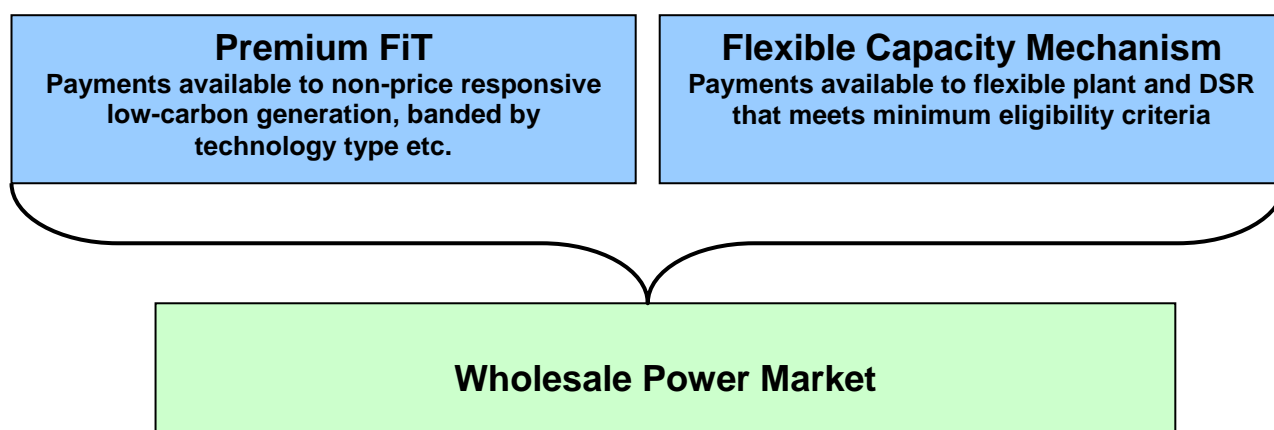 Premium FiT
Payments available to non-price responsive
low-carbon generation, banded by
technology type etc.
Flexible Capacity Mechanism
Payments available to flexible plant and DSR
that meets minimum eligibility criteria
Wholesale Power Market